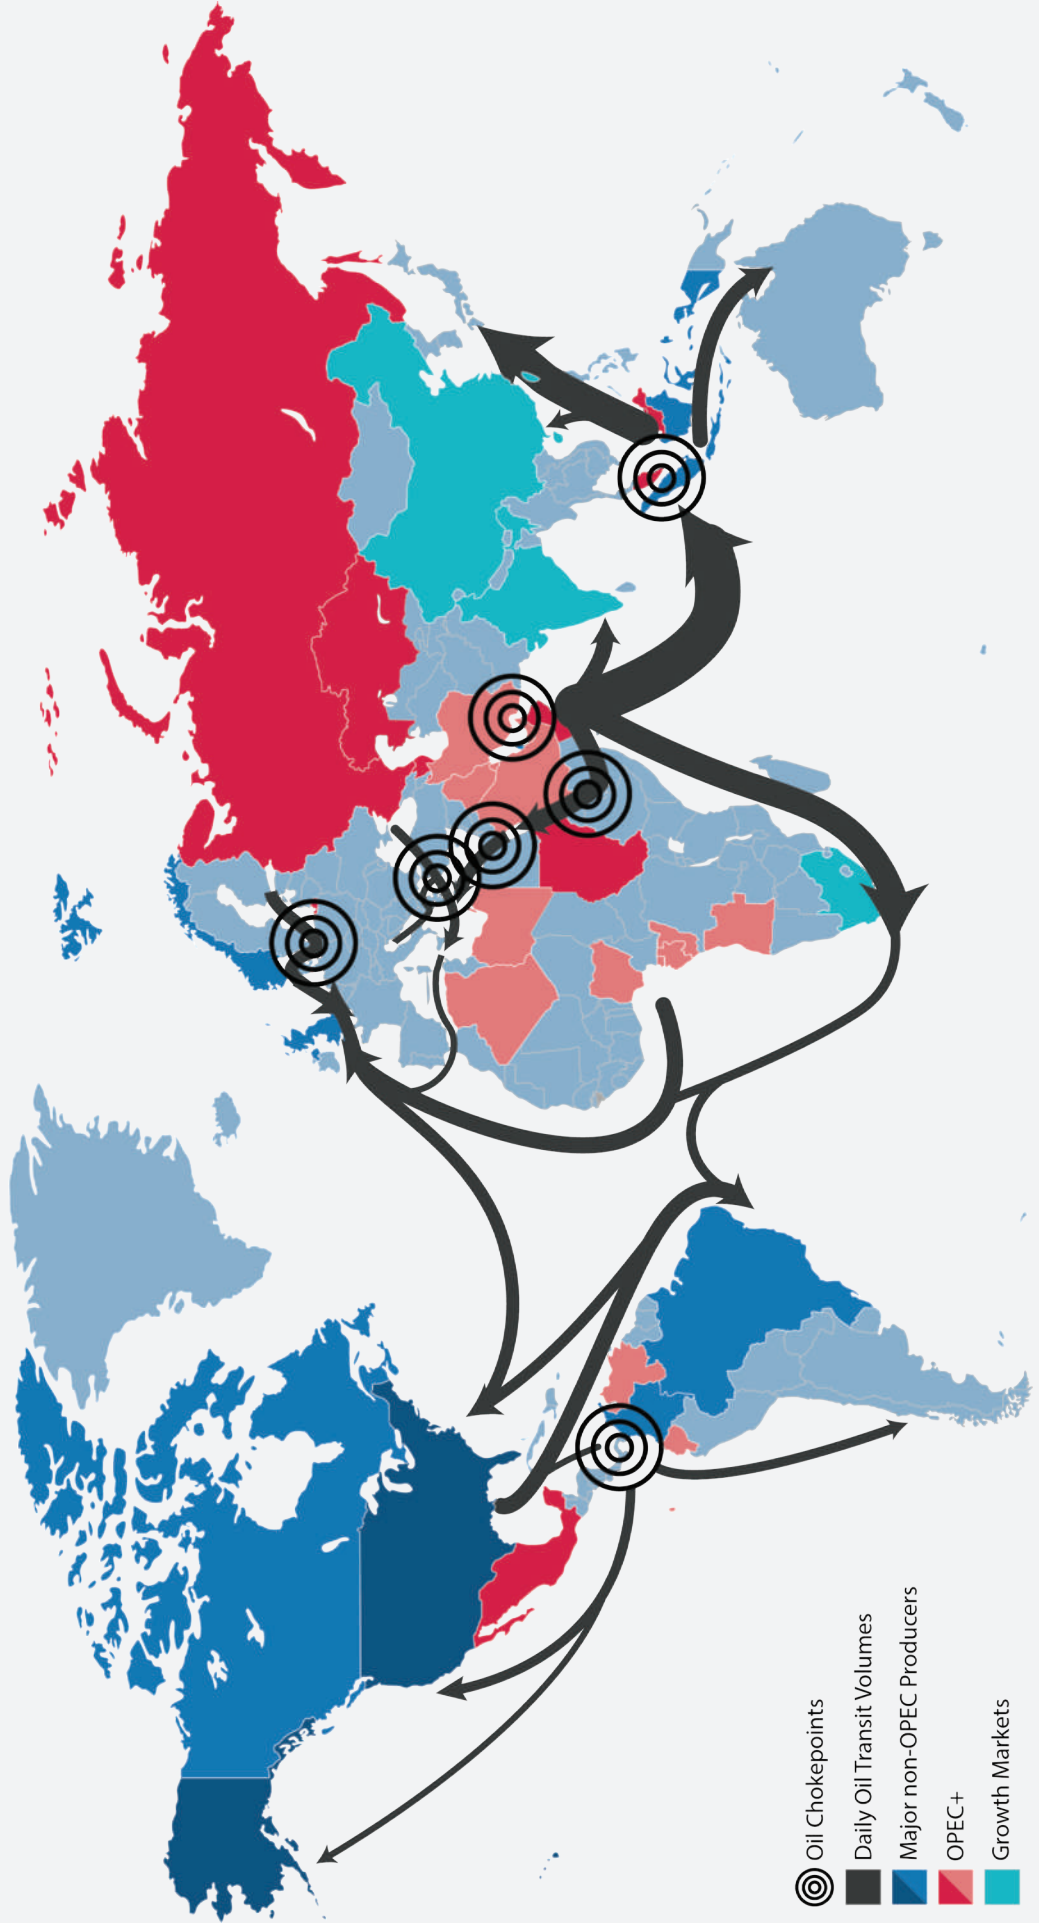 Oil Chokepoints
Daily Oil Transit Volumes
Major non-OPEC Producers
OPEC+
Growth Markets